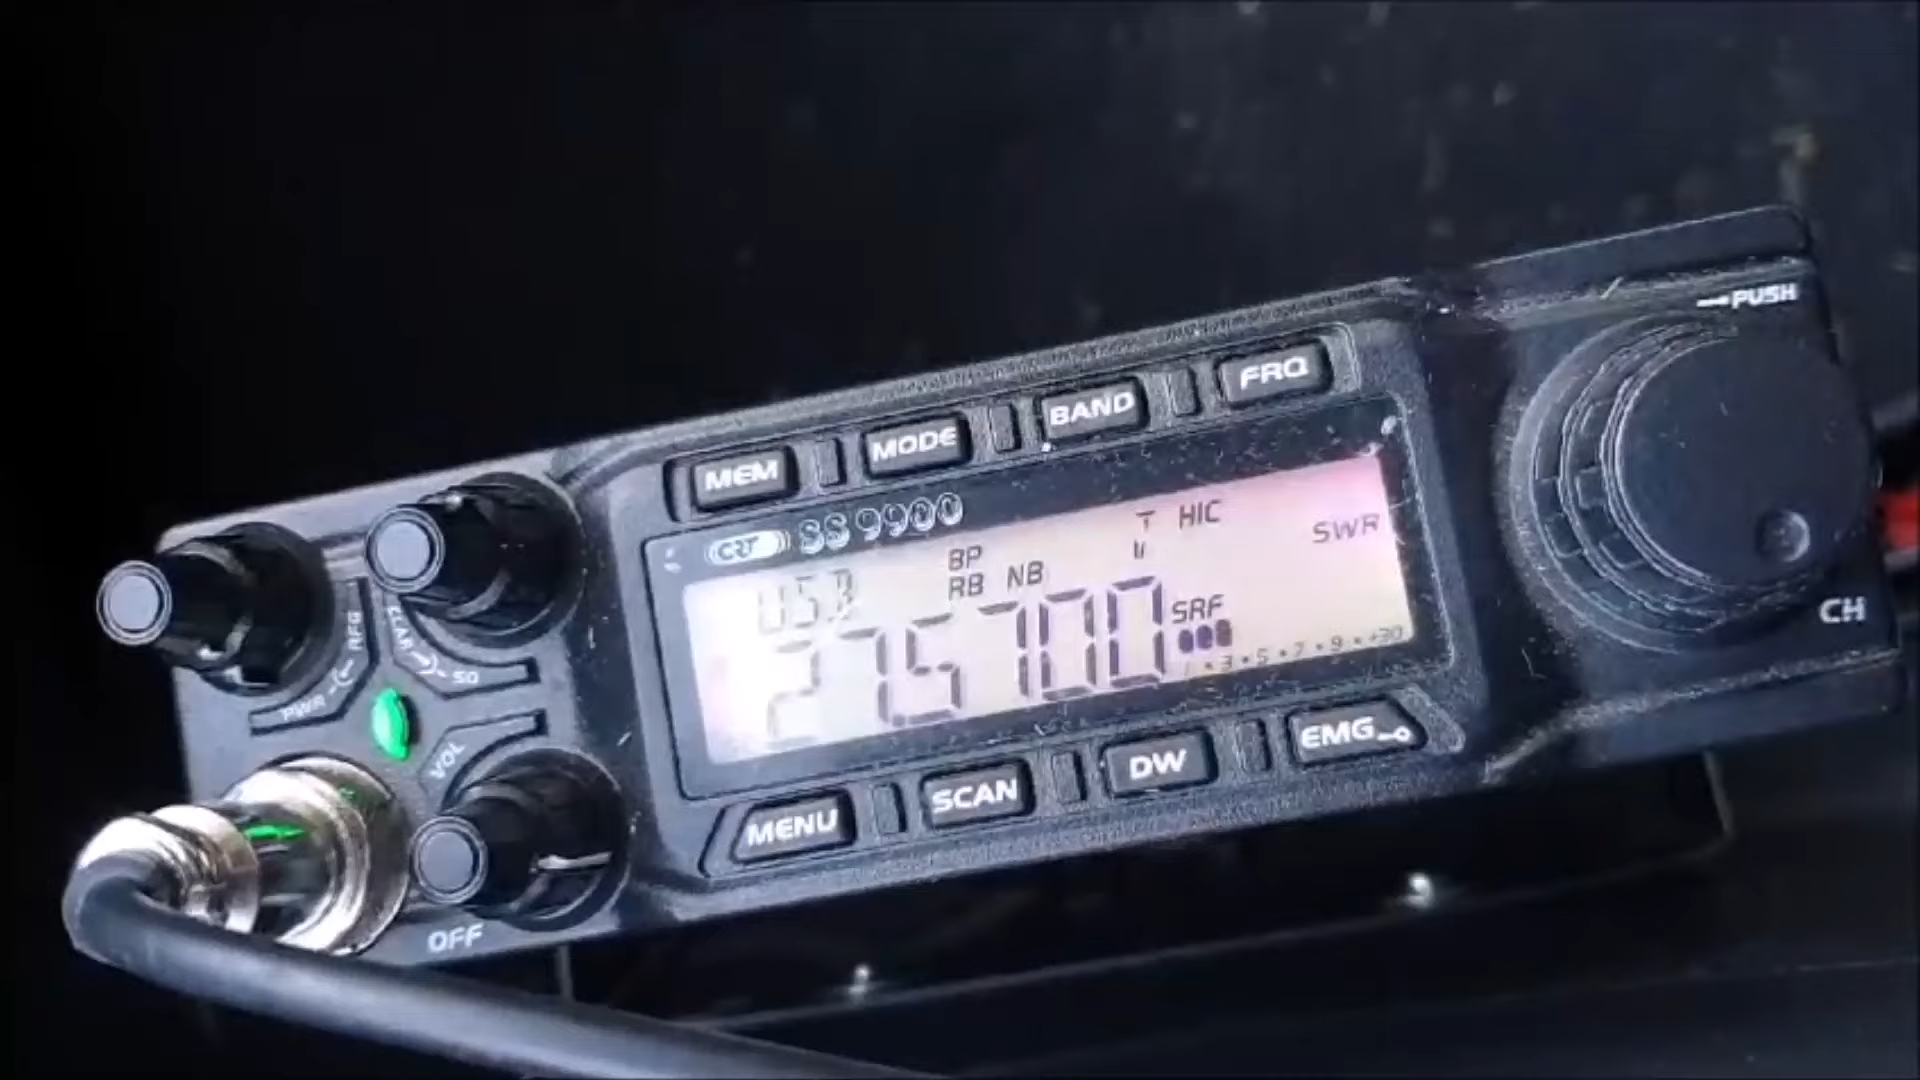 PUSH
MEM MODE BAND FRQ
CRT SS 9900
BP T HIC SWR
USB RB NB
27.5700 SRF
1 • 3 • 5 • 7 • 9 • • +30
PWR RFG
CLAR SQ
VOL
OFF
MENU SCAN DW EMG
CH